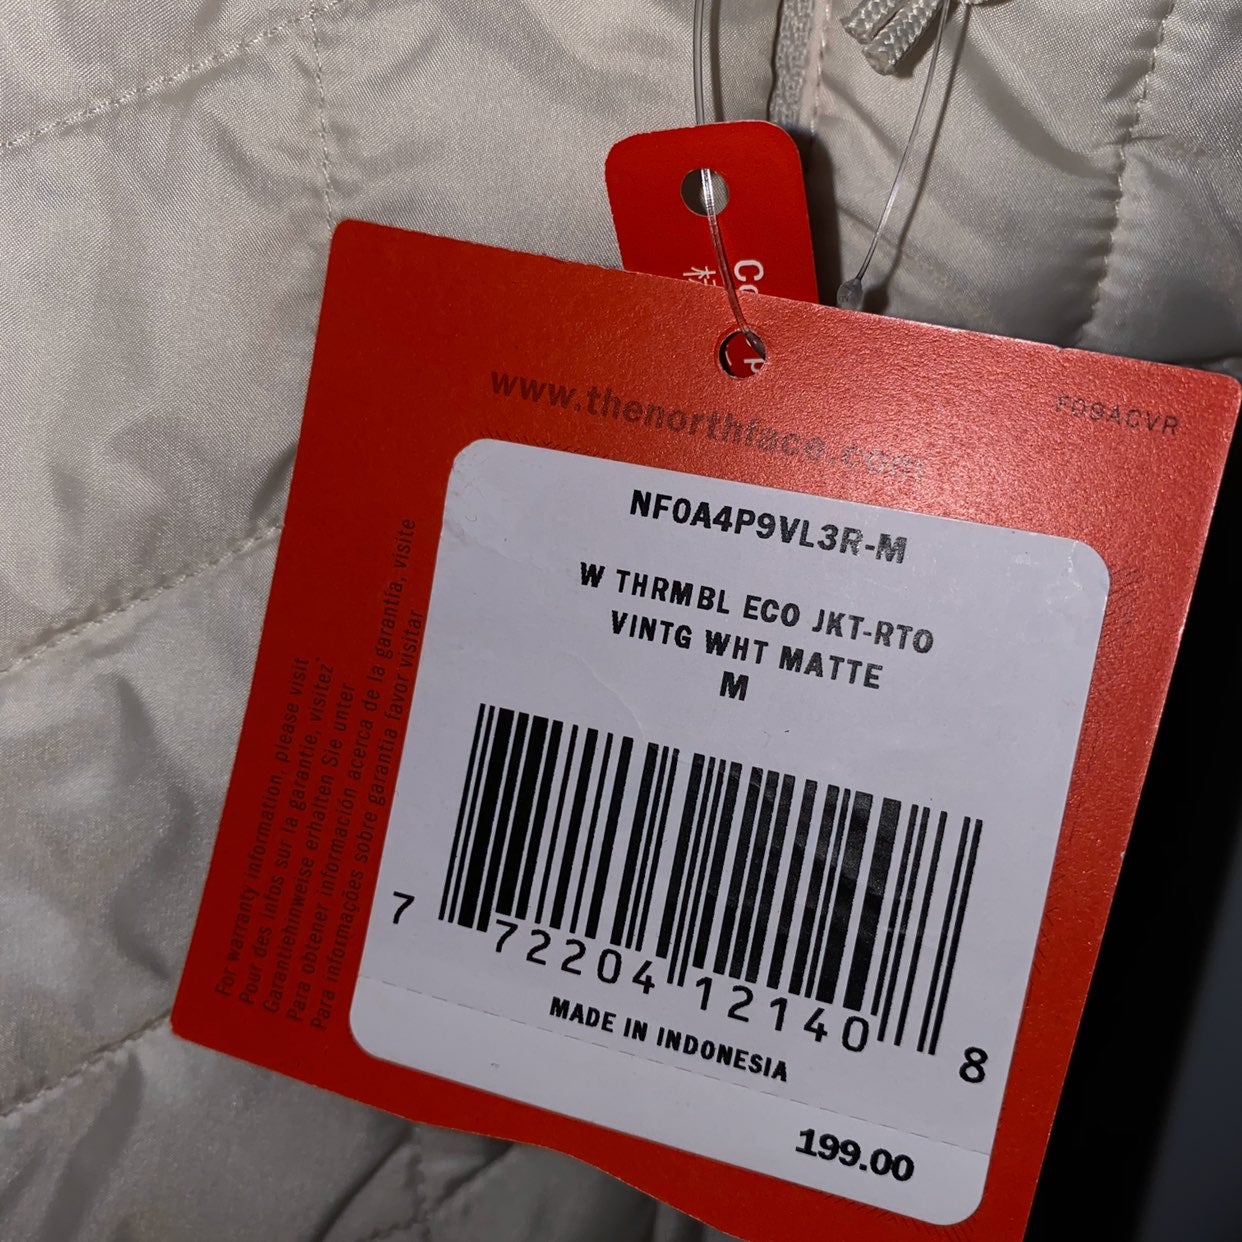 www.thenorthface.com
F09ACVR
NF0A4P9VL3R-M
W THRMBL ECO JKT-RTO
VINTG WHT MATTE
M
7 72204 12140 8
MADE IN INDONESIA
199.00
For warranty information, please visit
Pour des infos sur la garantie, visitez
Garantiehinweise erhalten Sie unter
Para obtener información acerca de la garantía, visite
Para informações sobre garantia favor visitar